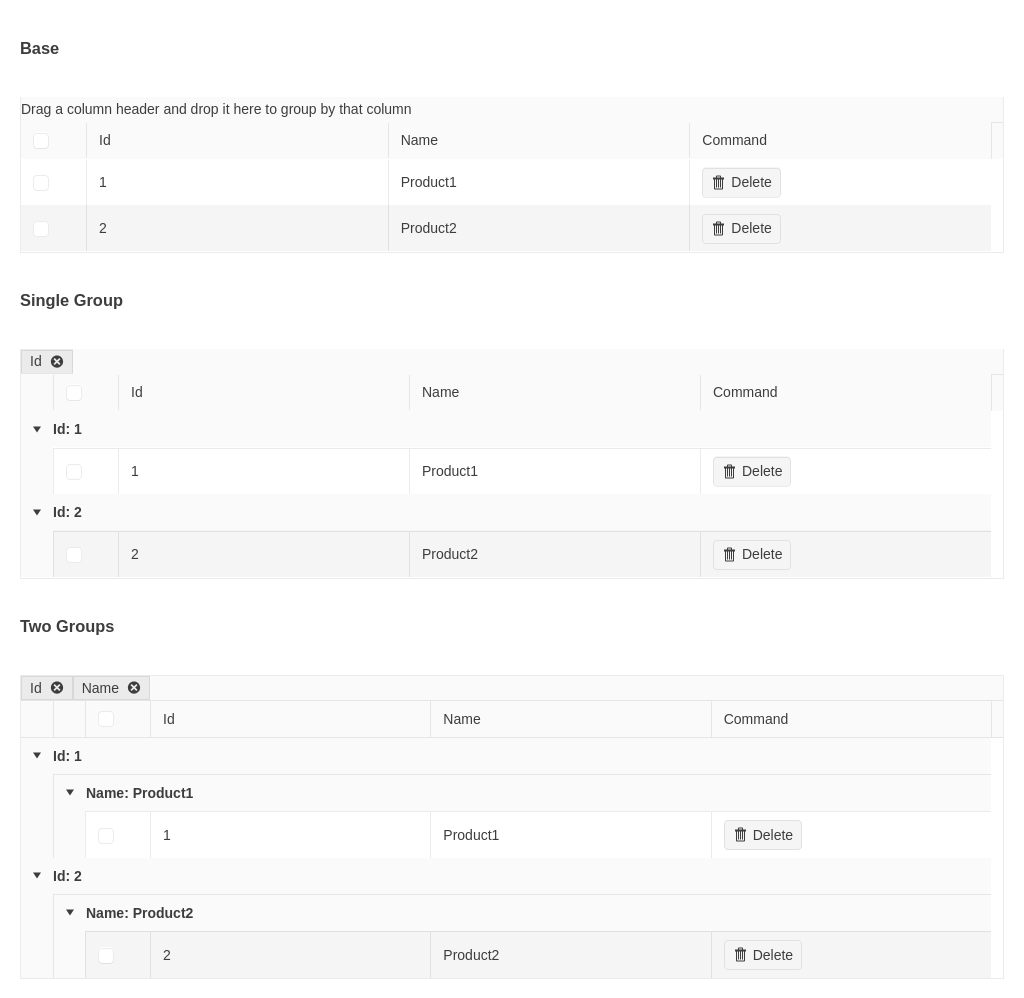 Base
Drag a column header and drop it here to group by that column
Id Name Command
1 Product1 Delete
2 Product2 Delete
Single Group
Id
Id Name Command
Id: 1
1 Product1 Delete
Id: 2
2 Product2 Delete
Two Groups
Id Name
Id Name Command
Id: 1
Name: Product1
1 Product1 Delete
Id: 2
Name: Product2
2 Product2 Delete